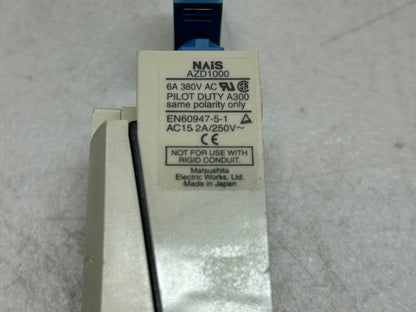 NAiS
AZD1000
6A 380V AC
PILOT DUTY A300
same polarity only
EN60947-5-1
AC15 2A/250V~
CE
NOT FOR USE WITH
RIGID CONDUIT.
Matsushita
Electric Works, Ltd.
Made in Japan